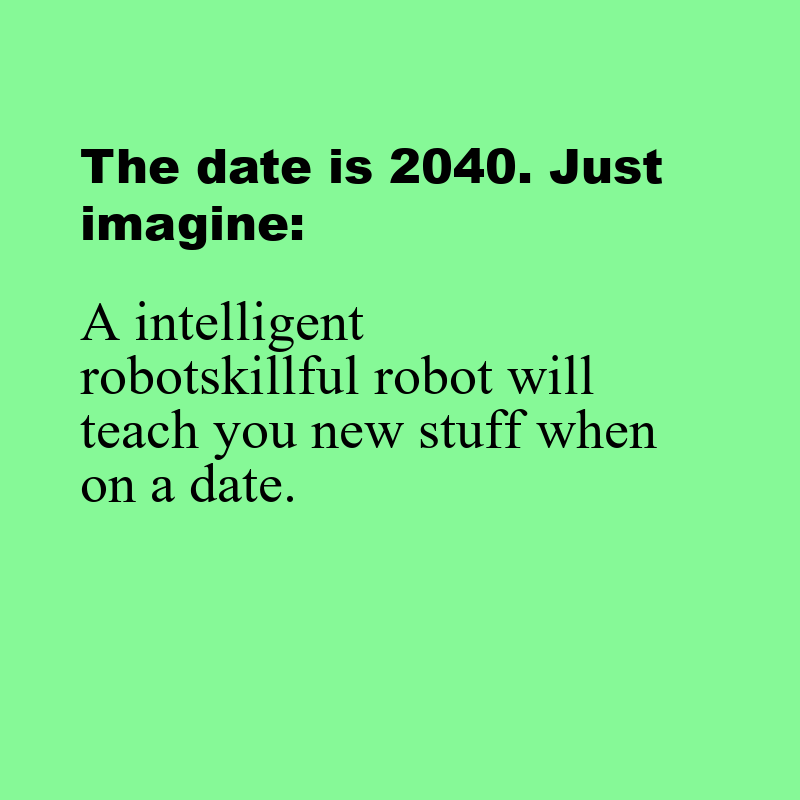 The date is 2040. Just
imagine:
A intelligent
robotskillful robot will
teach you new stuff when
on a date.